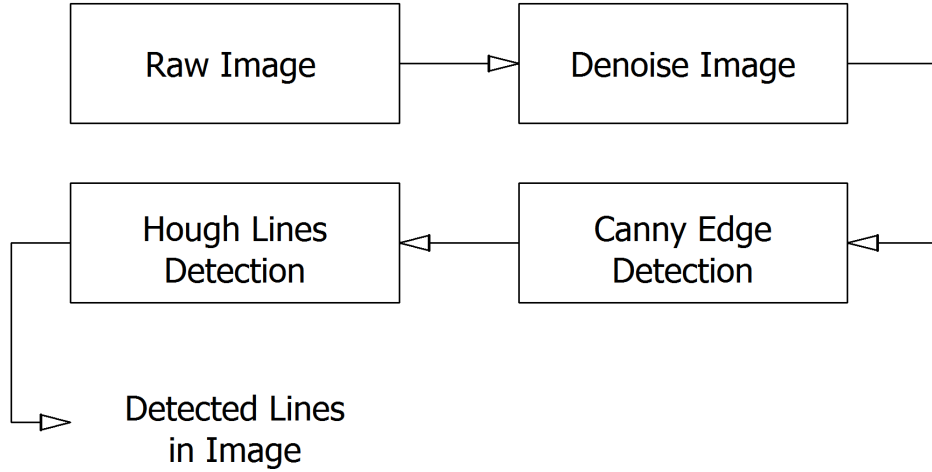 Raw Image
Denoise Image
Hough Lines
Detection
Canny Edge
Detection
Detected Lines
in Image